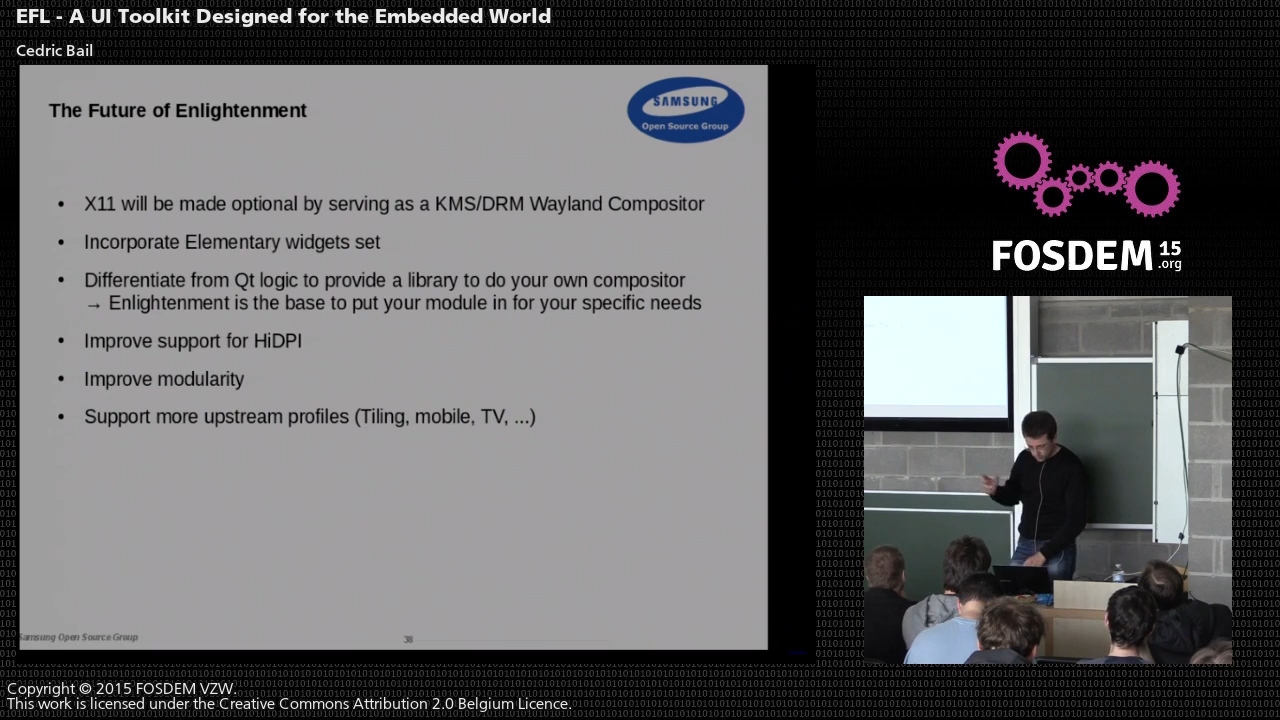 EFL - A UI Toolkit Designed for the Embedded World
Cedric Bail
The Future of Enlightenment
SAMSUNG
Open Source Group
• X11 will be made optional by serving as a KMS/DRM Wayland Compositor
• Incorporate Elementary widgets set
• Differentiate from Qt logic to provide a library to do your own compositor
→ Enlightenment is the base to put your module in for your specific needs
• Improve support for HiDPI
• Improve modularity
• Support more upstream profiles (Tiling, mobile, TV, ...)
Samsung Open Source Group
38
FOSDEM 15
.org
Copyright © 2015 FOSDEM VZW.
This work is licensed under the Creative Commons Attribution 2.0 Belgium Licence.